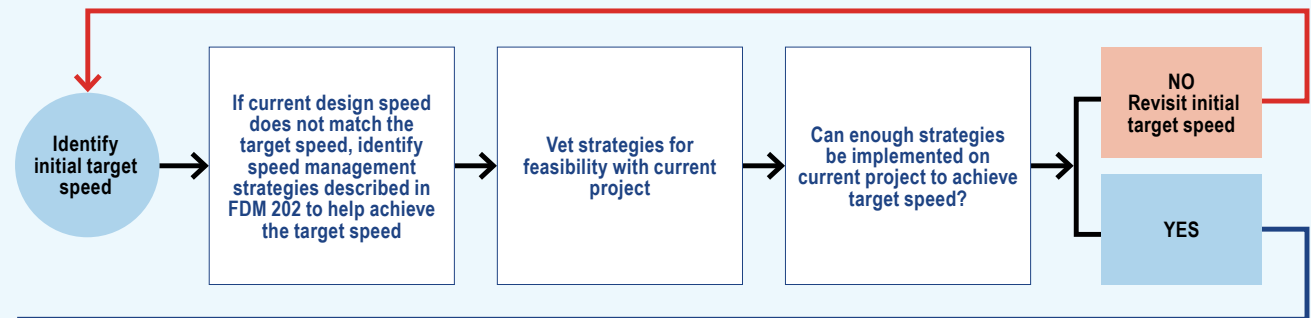 Identify
initial target
speed
If current design speed
does not match the
target speed, identify
speed management
strategies described in
FDM 202 to help achieve
the target speed
Vet strategies for
feasibility with current
project
Can enough strategies
be implemented on
current project to achieve
target speed?
NO
Revisit initial
target speed
YES